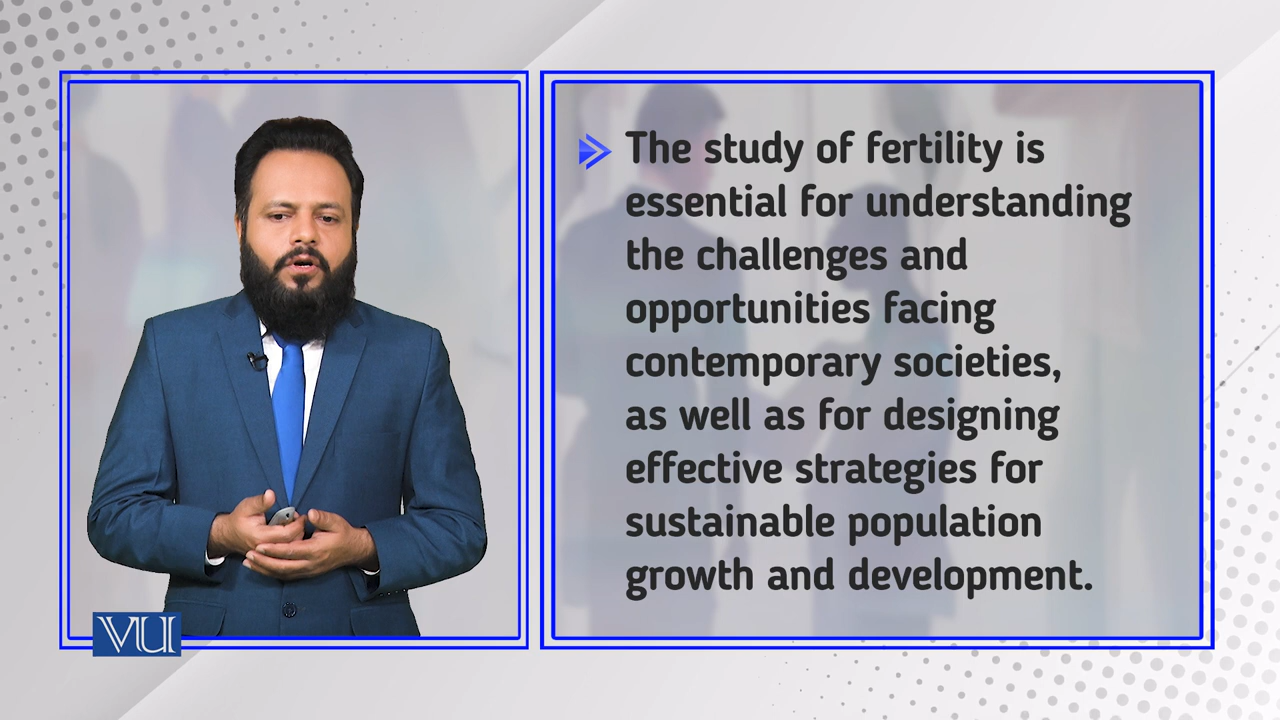 The study of fertility is
essential for understanding
the challenges and
opportunities facing
contemporary societies,
as well as for designing
effective strategies for
sustainable population
growth and development.
VU